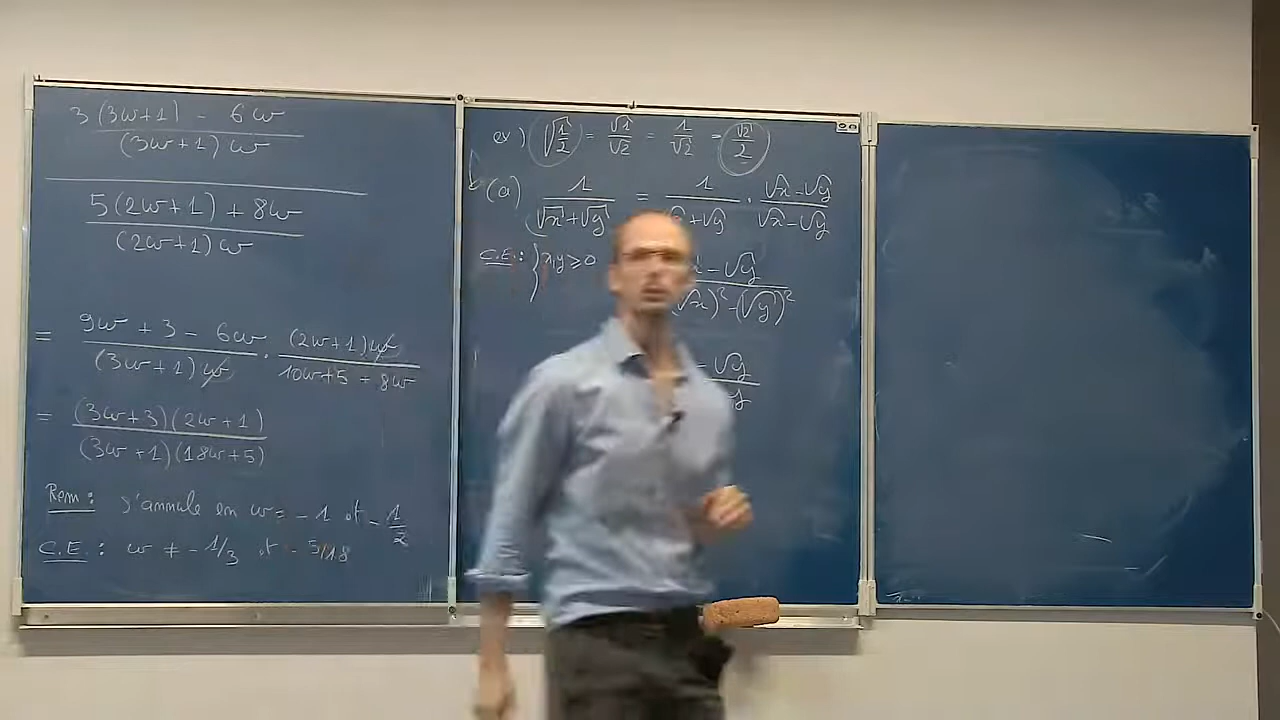 3(3w+1) - 6w
(3w+1)w
5(2w+1) + 8w
(2w+1)w
= 9w + 3 - 6w / (3w+1)w · (2w+1)w / 10w+5+8w
= (3w+3)(2w+1) / (3w+1)(18w+5)
Rem : s'annule en w = -1 et -1/2
C.E. : w ≠ -1/3 et -5/18
ex) √(1/2) = √1/√2 = 1/√2 = √2/2
(a) 1/(√x+√y) = 1/(√x+√y) · (√x-√y)/(√x-√y)
C.E. : { x,y ≥ 0
- √y
√x)² - (√y)²
- √y
y